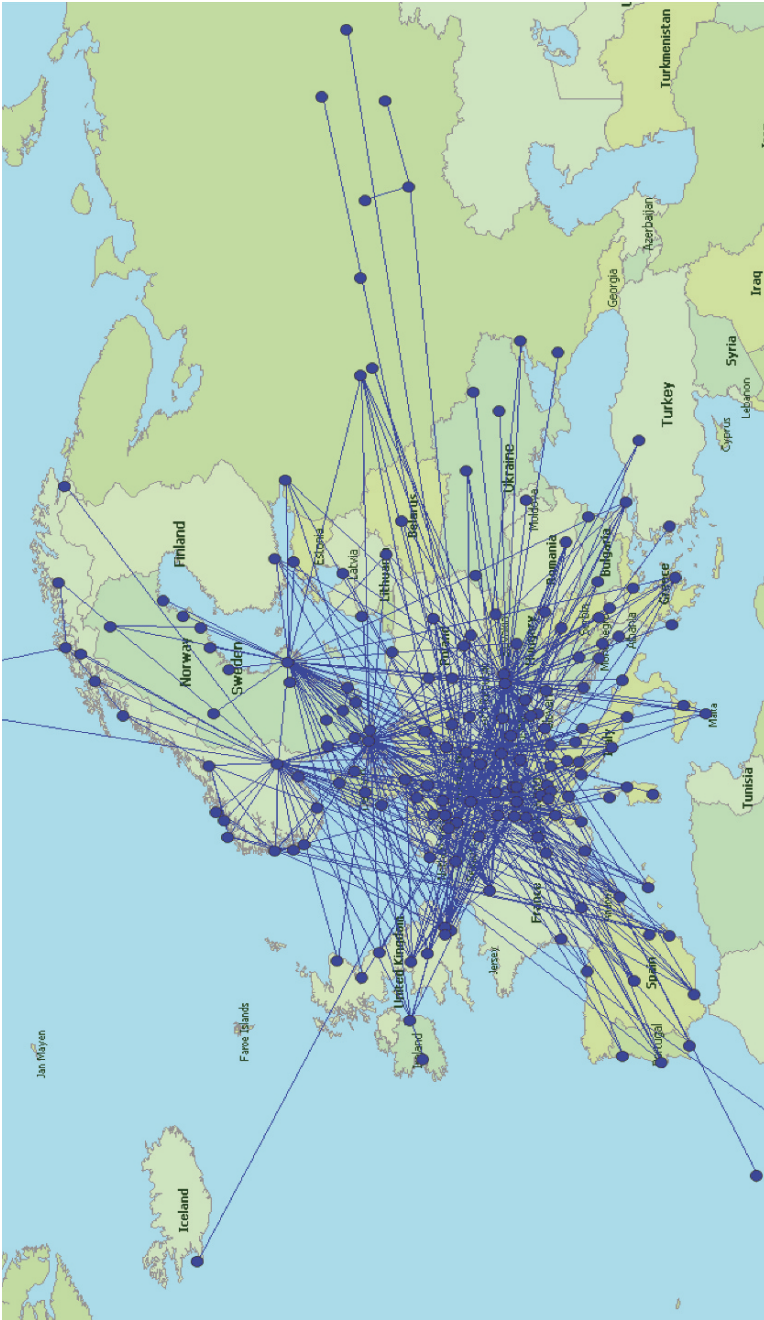 Jan Mayen
Faroe Islands
Iceland
Norway
Sweden
Finland
Estonia
Latvia
Lithuan
Belarus
United Kingdom
Ireland
Jersey
Poland
Ukraine
Moldova
France
Hungary
Romania
Bulgaria
Georgia
Azerbaijan
Turkmenistan
Italy
Albania
Greece
Turkey
Spain
Portugal
Malta
Cyprus
Syria
Lebanon
Iraq
Tunisia